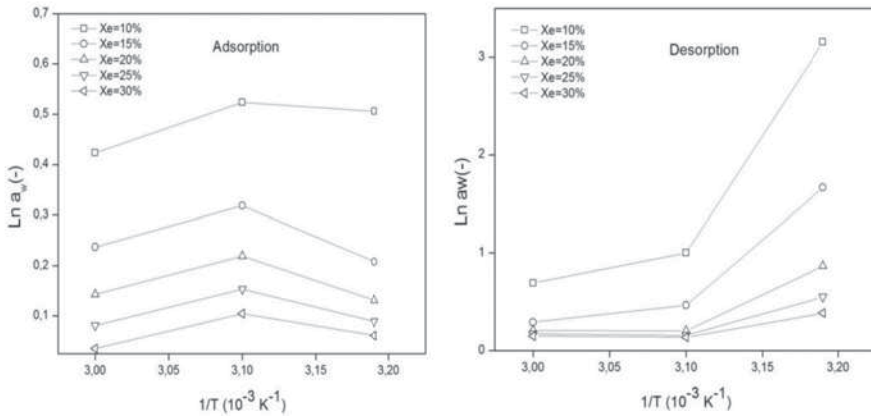 0,7
0,6
0,5
0,4
0,3
0,2
0,1
Ln a_w(-)
Xe=10%
Xe=15%
Xe=20%
Xe=25%
Xe=30%
Adsorption
3,00
3,05
3,10
3,15
3,20
1/T (10⁻³ K⁻¹)
3
2
1
0
Ln aw(-)
Xe=10%
Xe=15%
Xe=20%
Xe=25%
Xe=30%
Desorption
3,00
3,05
3,10
3,15
3,20
1/T (10⁻³ K⁻¹)